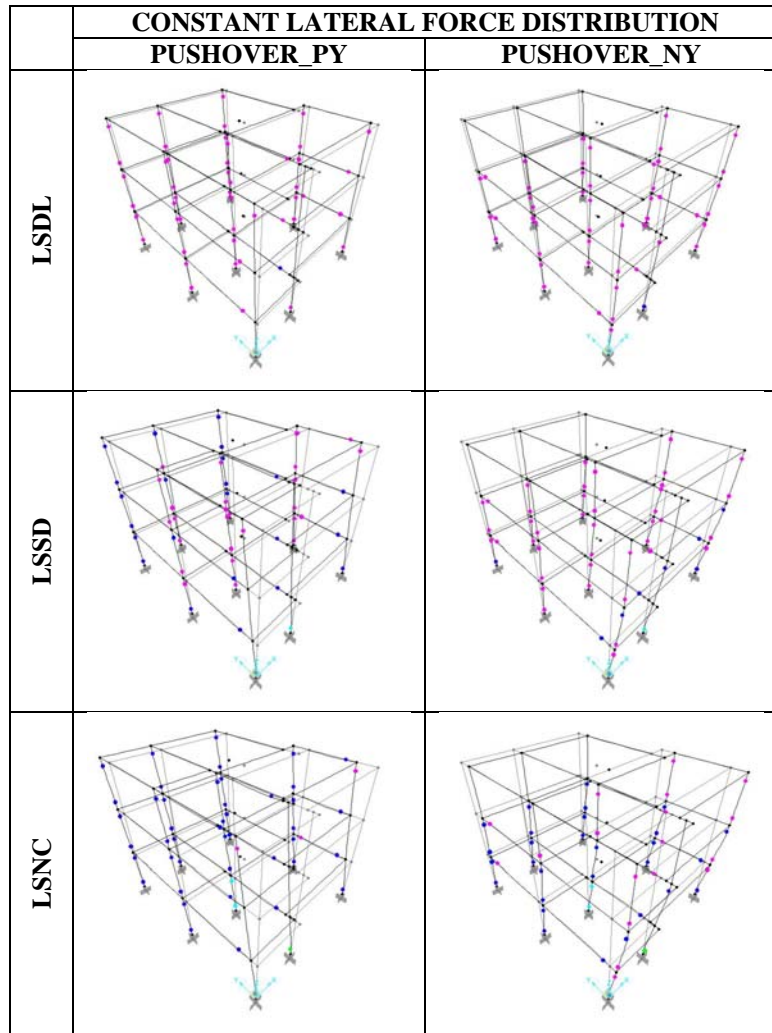 CONSTANT LATERAL FORCE DISTRIBUTION
PUSHOVER_PY PUSHOVER_NY
LSDL
LSSD
LSNC